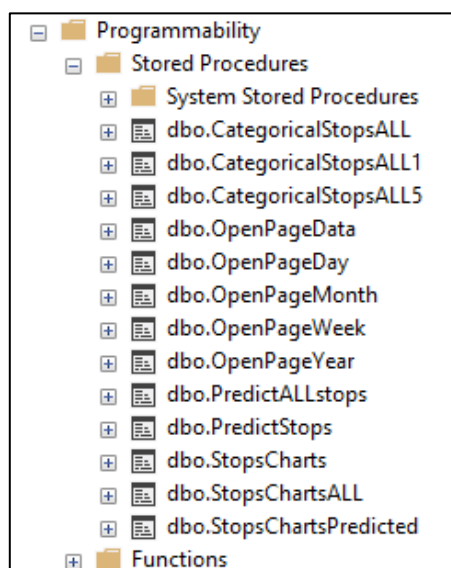 Programmability
Stored Procedures
System Stored Procedures
dbo.CategoricalStopsALL
dbo.CategoricalStopsALL1
dbo.CategoricalStopsALL5
dbo.OpenPageData
dbo.OpenPageDay
dbo.OpenPageMonth
dbo.OpenPageWeek
dbo.OpenPageYear
dbo.PredictALLstops
dbo.PredictStops
dbo.StopsCharts
dbo.StopsChartsALL
dbo.StopsChartsPredicted
Functions